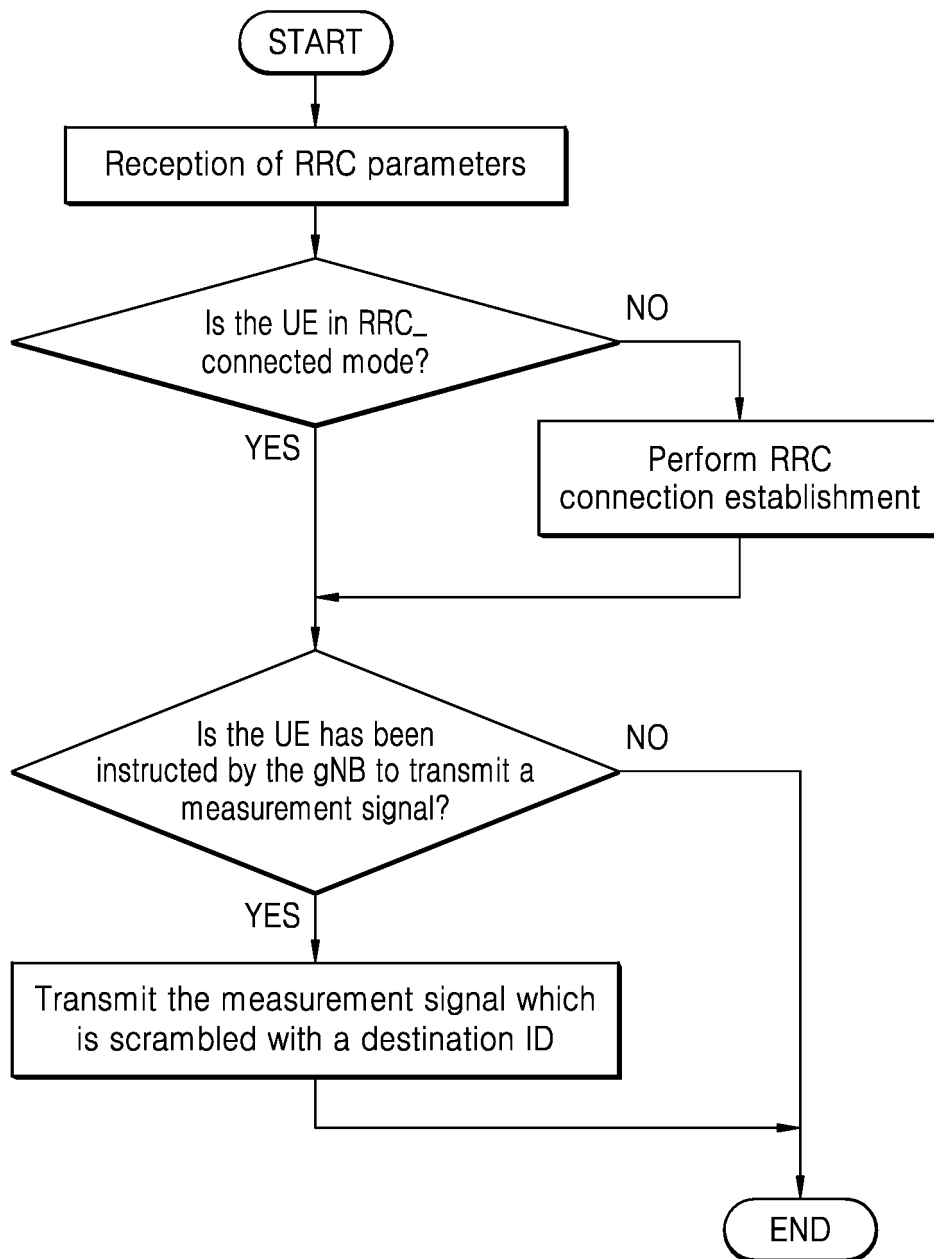 START
Reception of RRC parameters
Is the UE in RRC_
connected mode?
NO
YES
Perform RRC
connection establishment
Is the UE has been
instructed by the gNB to transmit a
measurement signal?
NO
YES
Transmit the measurement signal which
is scrambled with a destination ID
END